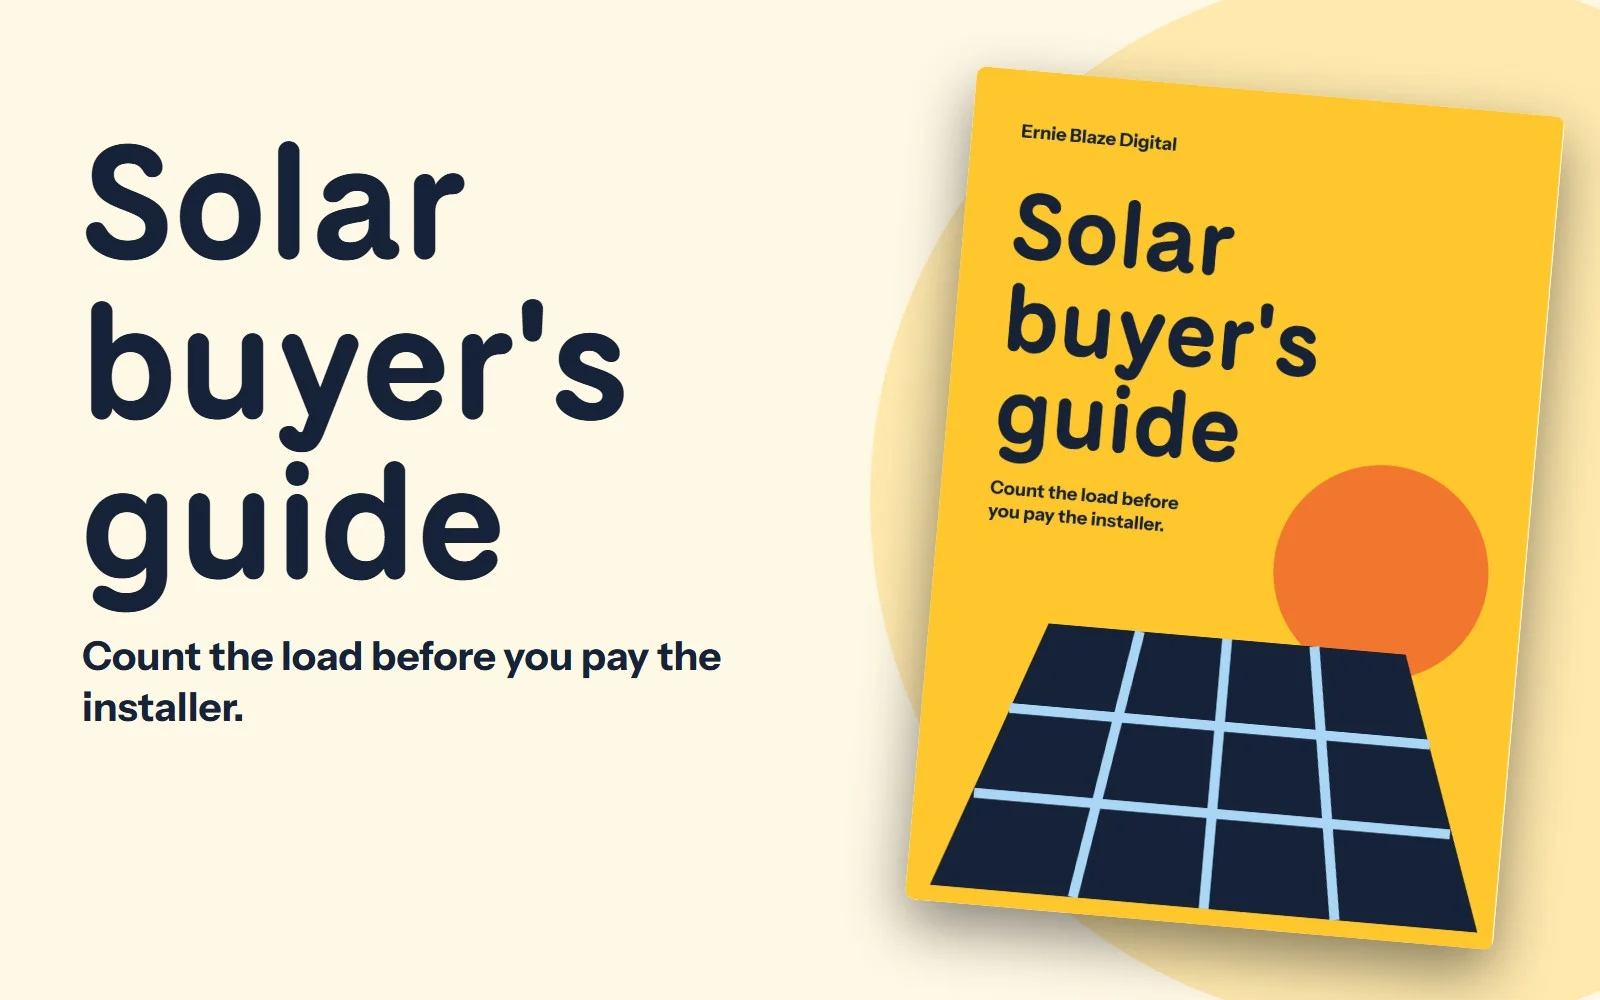 Solar
buyer's
guide
Count the load before you pay the
installer.
Ernie Blaze Digital
Solar
buyer's
guide
Count the load before
you pay the installer.